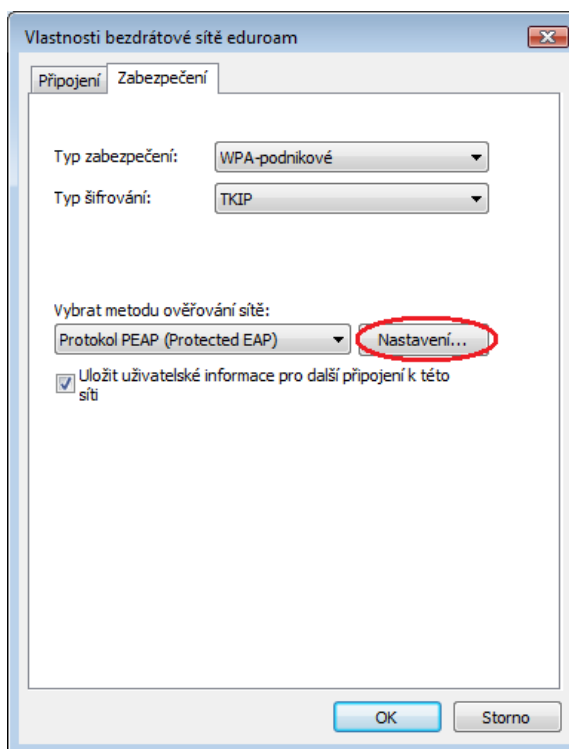 Vlastnosti bezdrátové sítě eduroam
Připojení Zabezpečení
Typ zabezpečení: WPA-podnikové
Typ šifrování: TKIP
Vybrat metodu ověřování sítě:
Protokol PEAP (Protected EAP) Nastavení...
Uložit uživatelské informace pro další připojení k této
síti
OK Storno